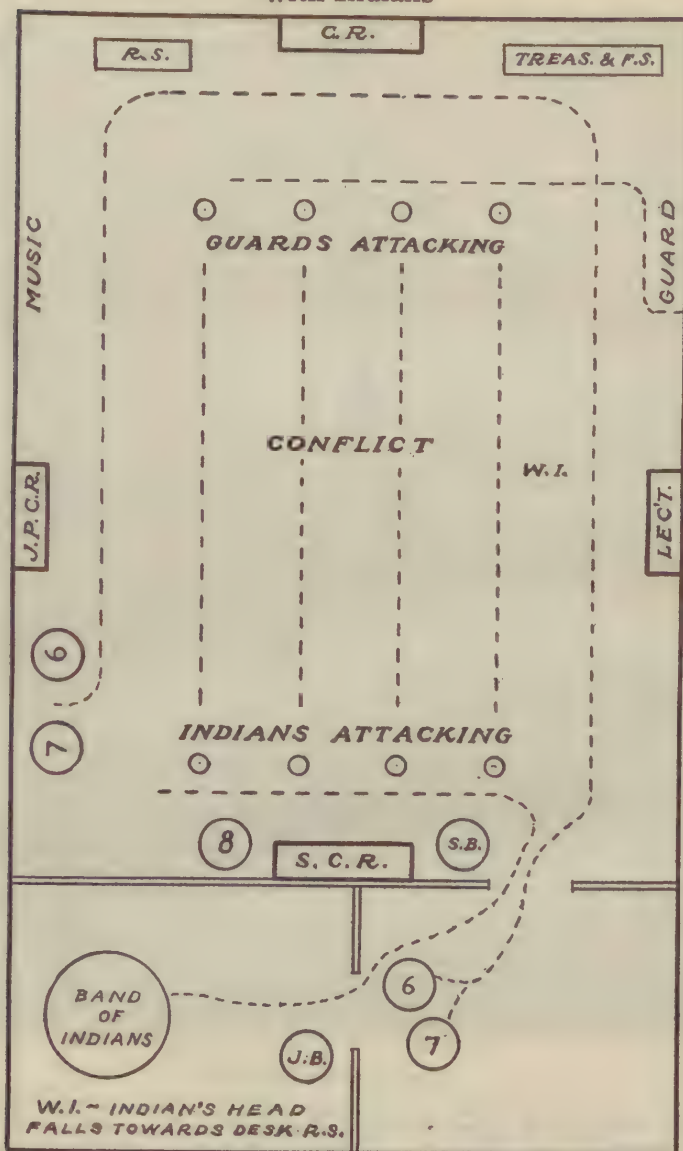 C.R.
R.S.
TREAS. & F.S.
MUSIC
GUARD
GUARDS ATTACKING
CONFLICT
W.I.
J.P.C.R.
LEC'T.
6
7
INDIANS ATTACKING
8
S.C.R.
S.B.
BAND
OF
INDIANS
6
7
J.B.
W.I.~ INDIAN'S HEAD
FALLS TOWARDS DESK R.S.